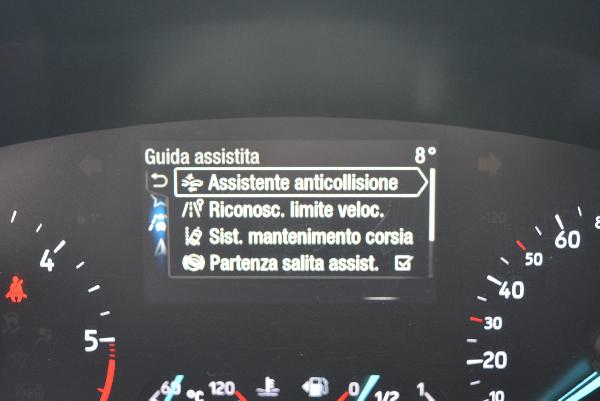 Guida assistita 8°
Assistente anticollisione
Riconosc. limite veloc.
Sist. mantenimento corsia
Partenza salita assist.
4
5
60
50
40
30
20
10
60 °C 120
0 1/2 1